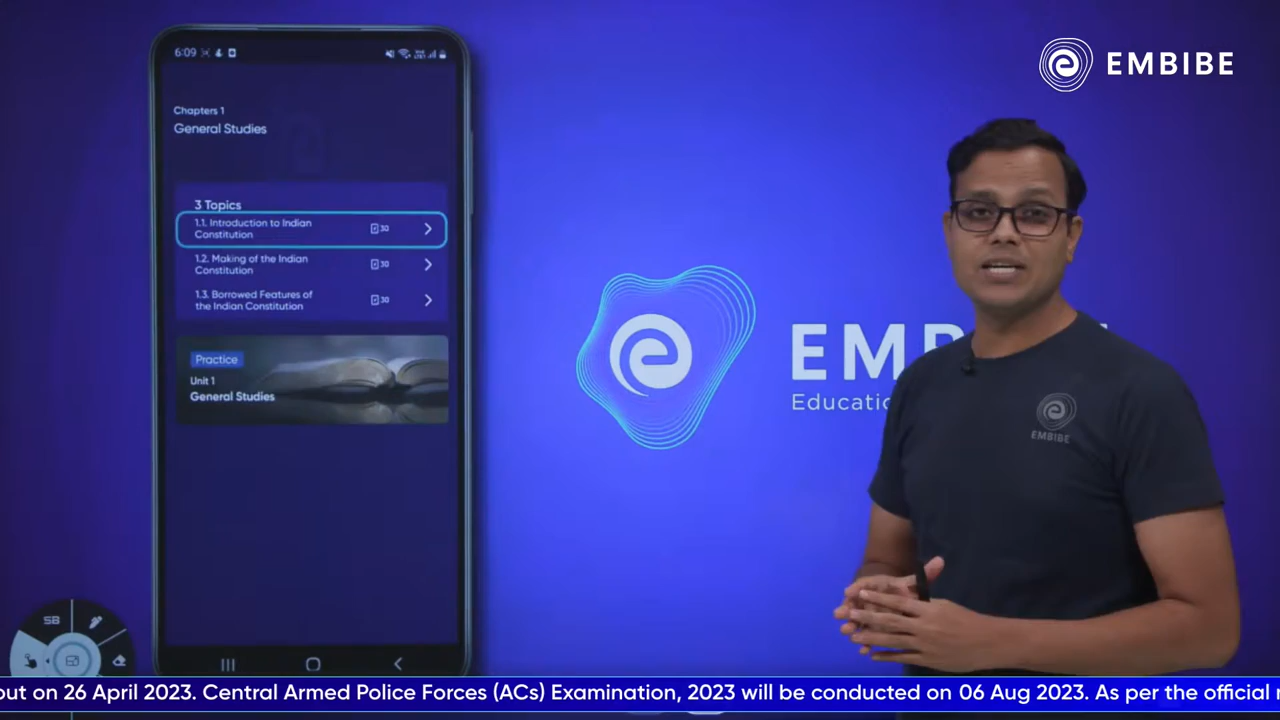 6:09
EMBIBE
Chapters 1
General Studies
3 Topics
1.1. Introduction to Indian
Constitution
30
1.2. Making of the Indian
Constitution
30
1.3. Borrowed Features of
the Indian Constitution
30
Practice
Unit 1
General Studies
EMB
Educatio
EMBIBE
SB
out on 26 April 2023. Central Armed Police Forces (ACs) Examination, 2023 will be conducted on 06 Aug 2023. As per the official